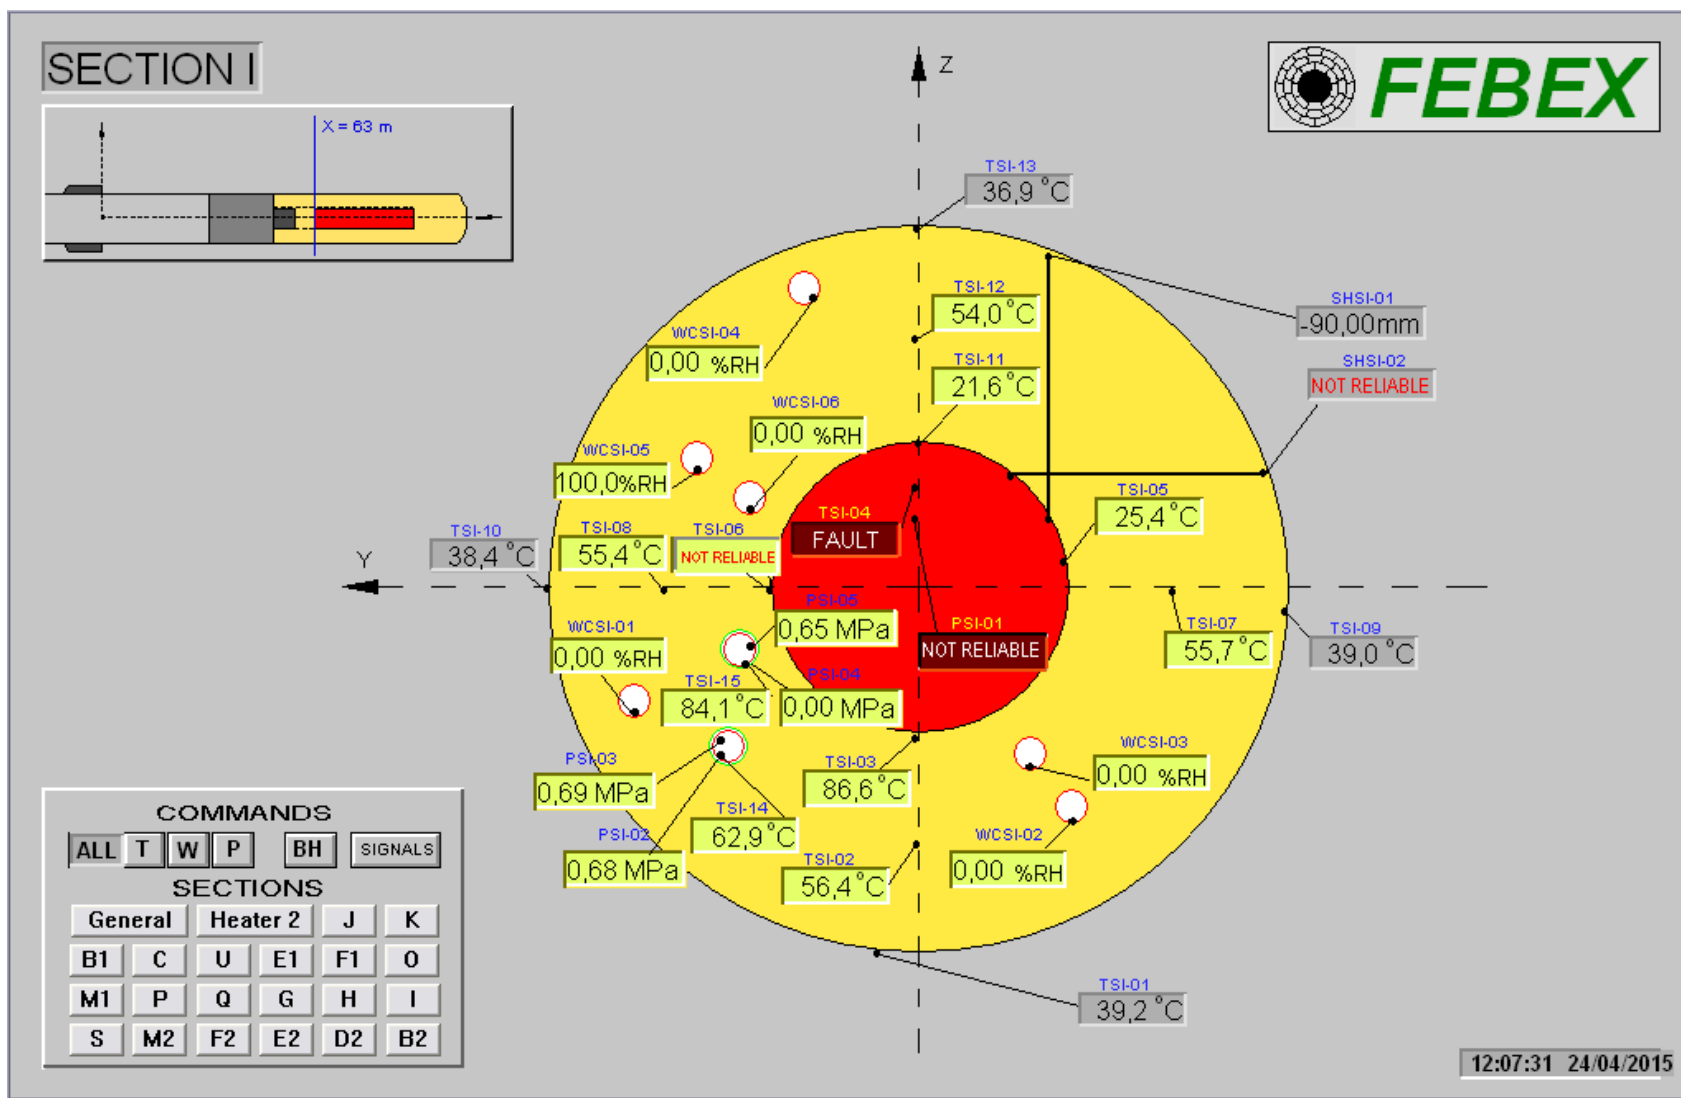 SECTION I
X = 63 m
Z
FEBEX
TSI-13
36,9 °C
TSI-12
54,0 °C
SHSI-01
-90,00mm
WCSI-04
0,00 %RH
TSI-11
21,6 °C
SHSI-02
NOT RELIABLE
WCSI-06
0,00 %RH
WCSI-05
100,0%RH
TSI-05
25,4 °C
TSI-04
FAULT
TSI-10
38,4 °C
TSI-08
55,4 °C
TSI-06
NOT RELIABLE
Y
PSI-05
0,65 MPa
PSI-01
NOT RELIABLE
WCSI-01
0,00 %RH
TSI-07
55,7 °C
TSI-09
39,0 °C
TSI-15
84,1 °C
PSI-04
0,00 MPa
PSI-03
0,69 MPa
TSI-03
86,6 °C
WCSI-03
0,00 %RH
TSI-14
62,9 °C
PSI-02
0,68 MPa
TSI-02
56,4 °C
WCSI-02
0,00 %RH
TSI-01
39,2 °C
COMMANDS
ALL T W P BH SIGNALS
SECTIONS
General Heater 2 J K
B1 C U E1 F1 O
M1 P Q G H I
S M2 F2 E2 D2 B2
12:07:31 24/04/2015